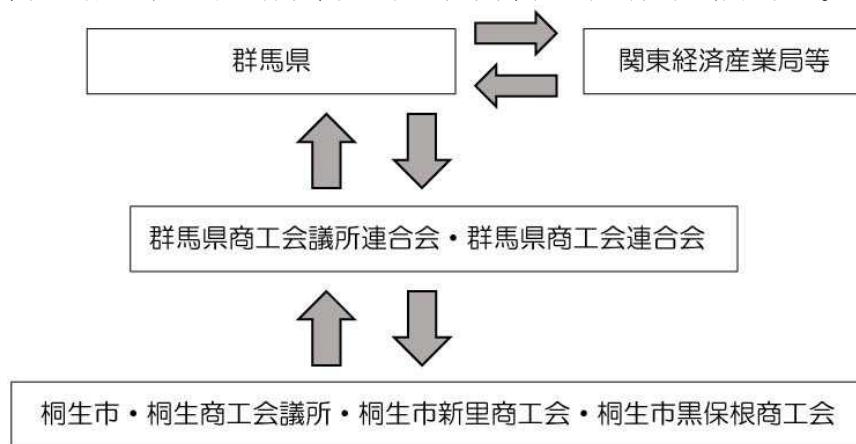 群馬県
関東経済産業局等
群馬県商工会議所連合会・群馬県商工会連合会
桐生市・桐生商工会議所・桐生市新里商工会・桐生市黒保根商工会